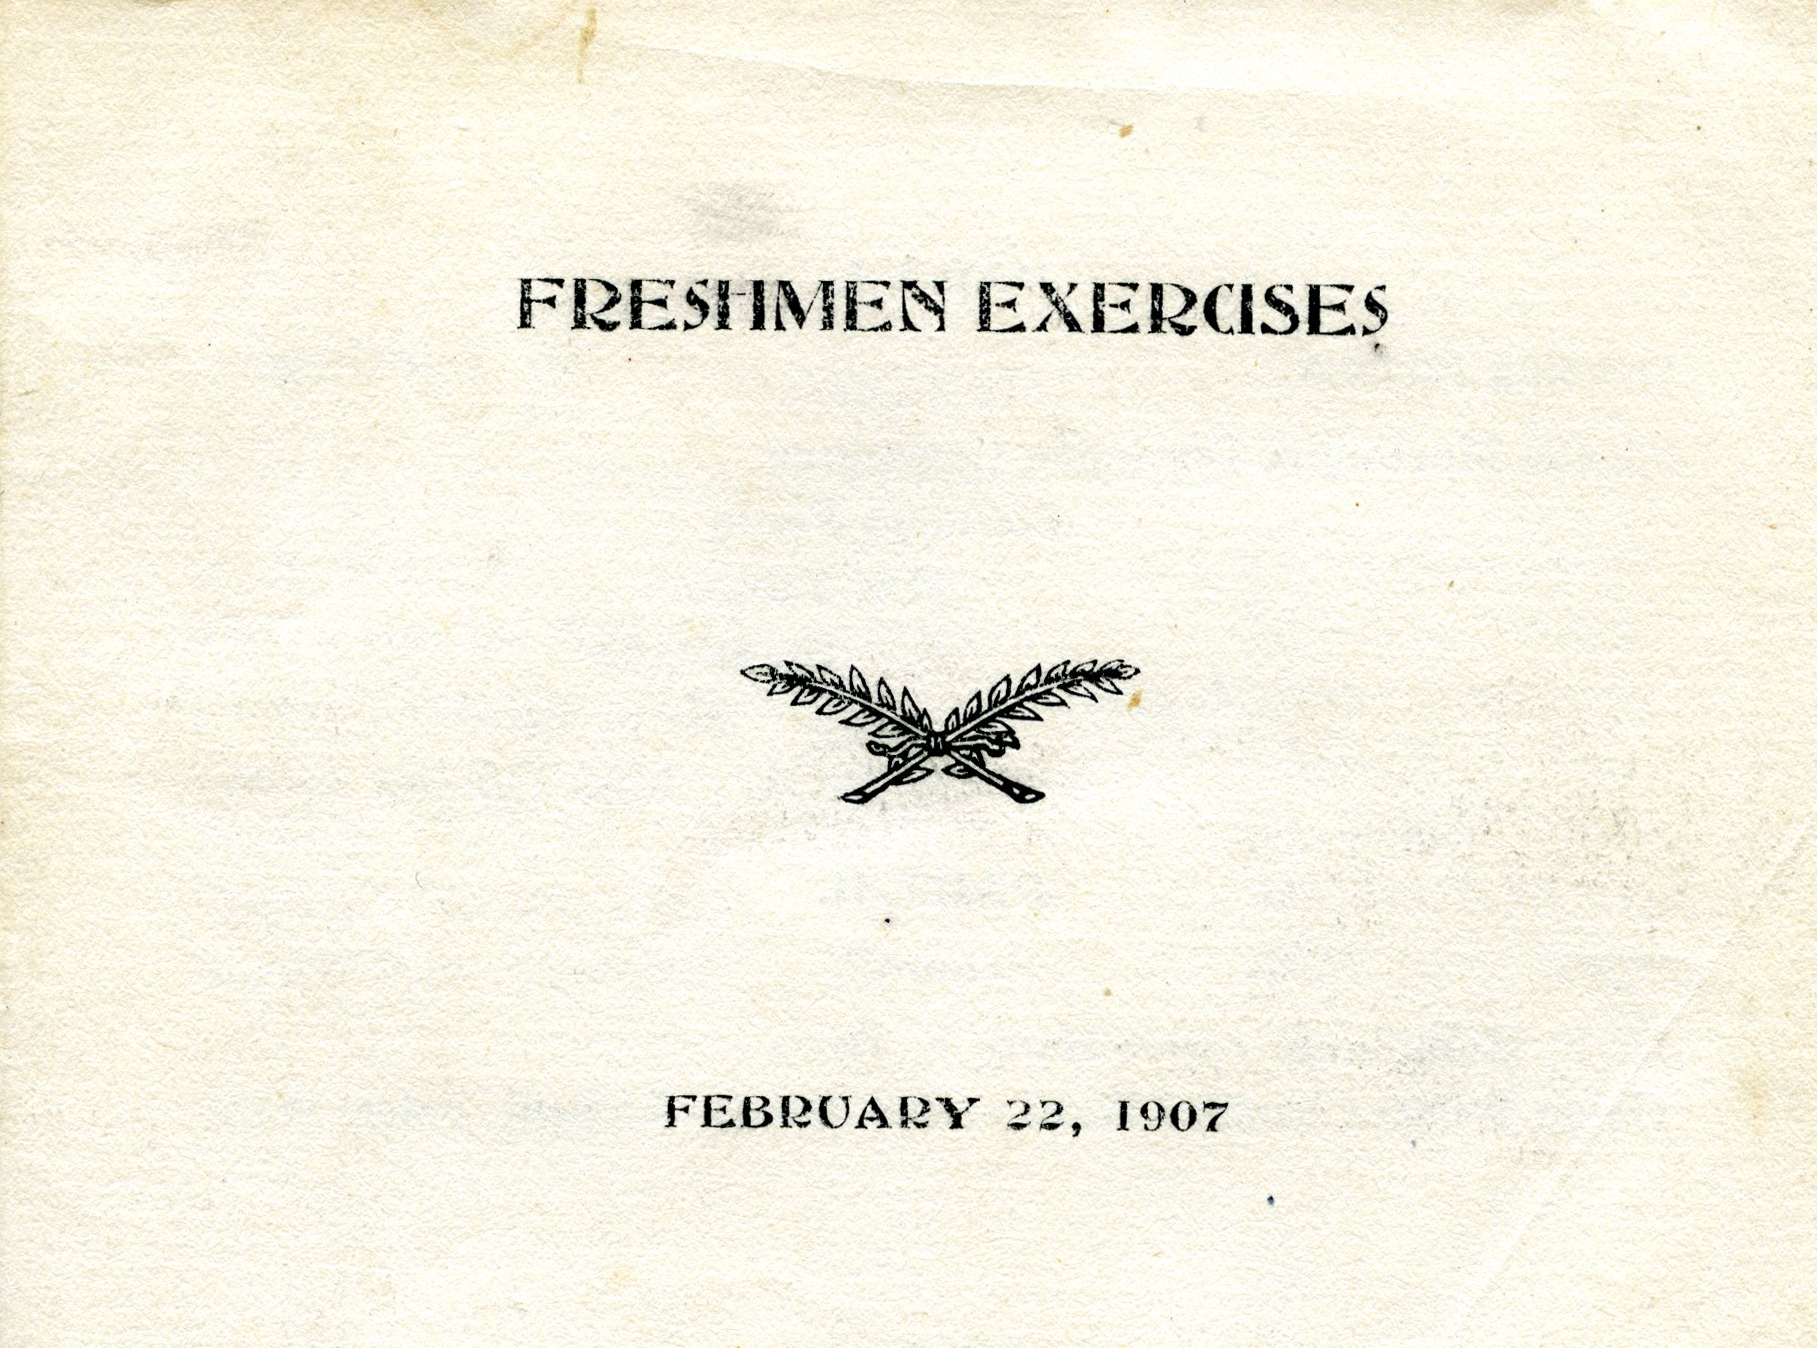 FRESHMEN EXERCISES
FEBRUARY 22, 1907